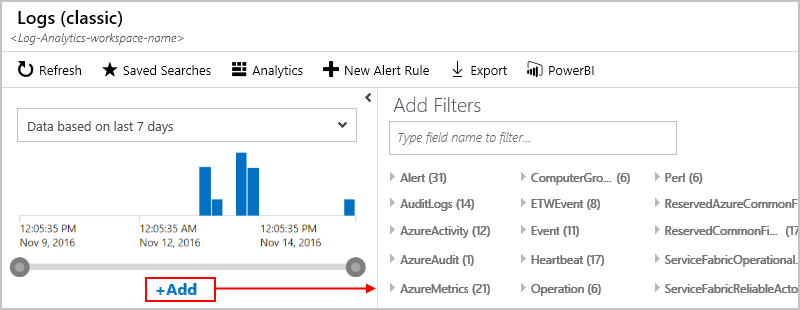 Logs (classic)
<Log-Analytics-workspace-name>
Refresh Saved Searches Analytics New Alert Rule Export PowerBI
Data based on last 7 days
12:05:35 PM 12:05:35 AM 12:05:35 PM
Nov 9, 2016 Nov 12, 2016 Nov 14, 2016
+Add
Add Filters
Type field name to filter...
Alert (31) ComputerGro... (6) Perf (6)
AuditLogs (14) ETWEvent (8) ReservedAzureCommonF
AzureActivity (12) Event (11) ReservedCommonFi... (17
AzureAudit (1) Heartbeat (17) ServiceFabricOperational.
AzureMetrics (21) Operation (6) ServiceFabricReliableActo